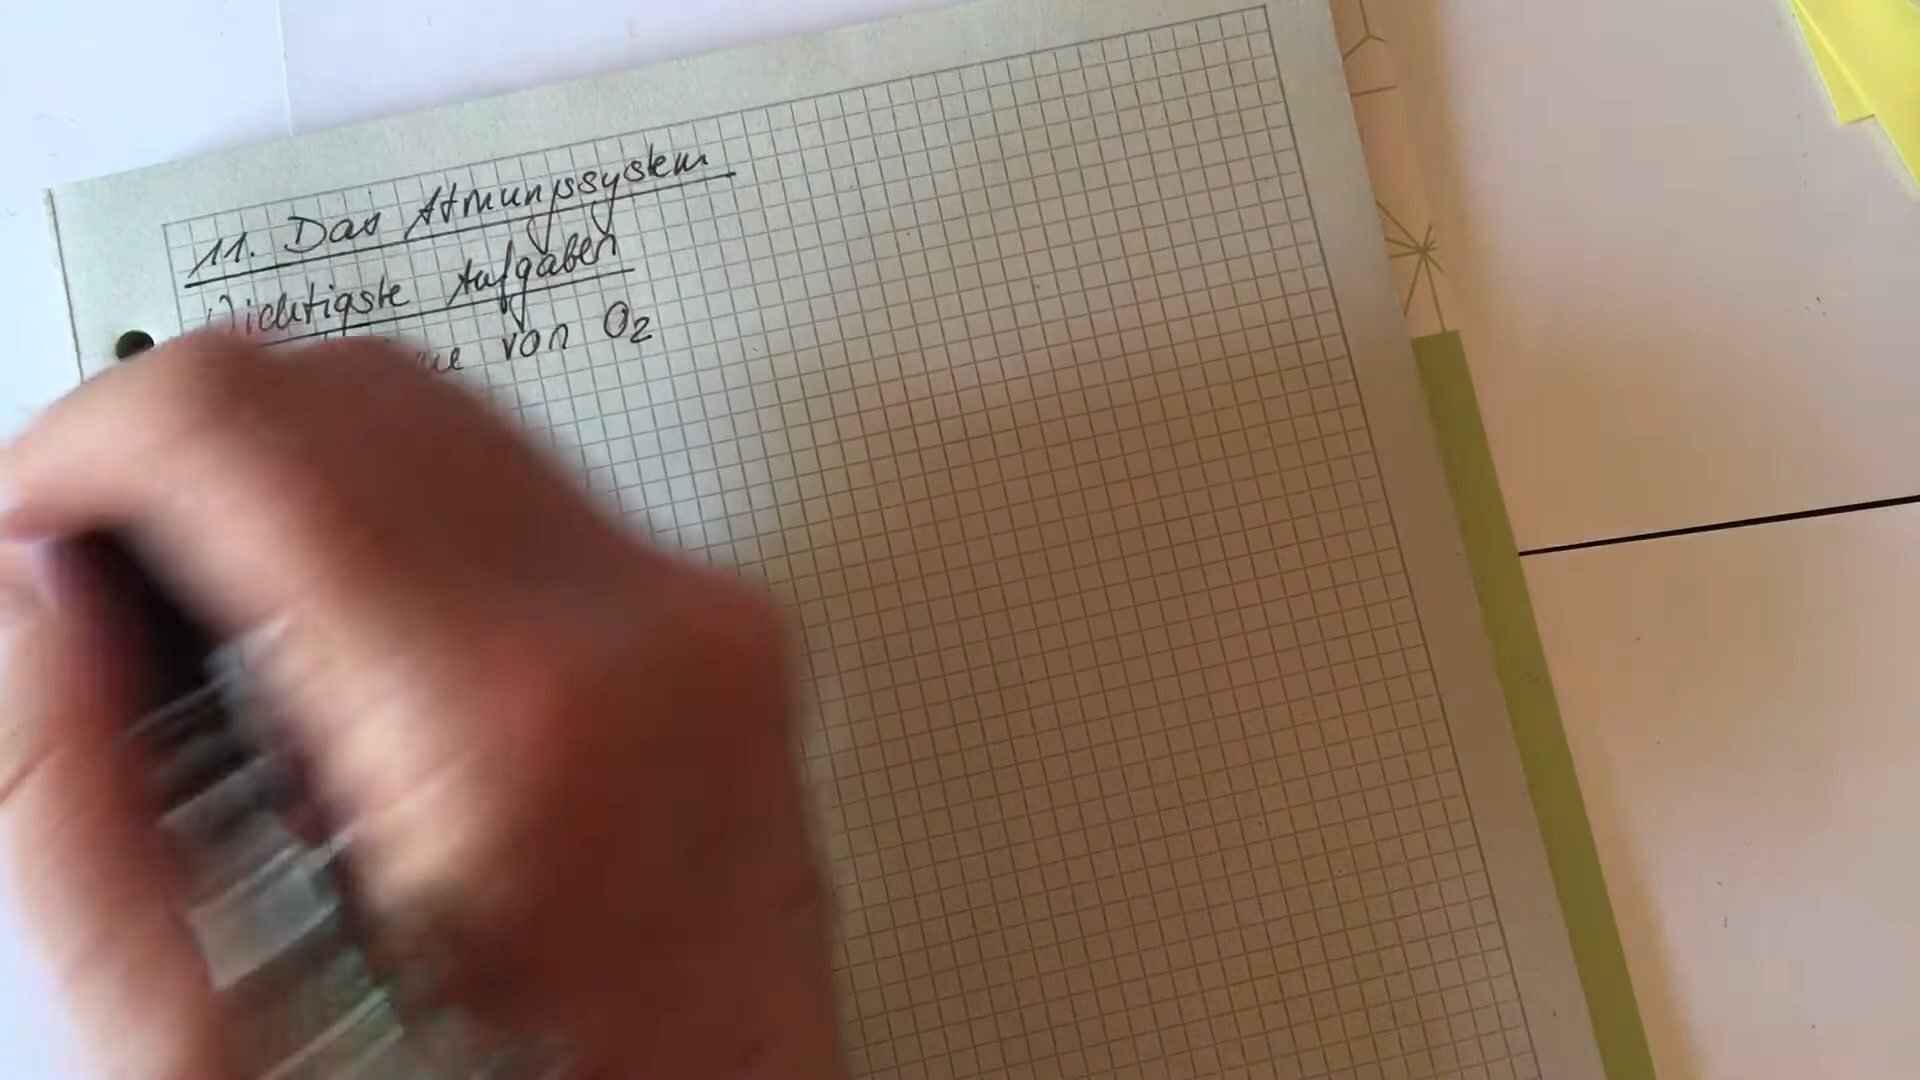 11. Das Atmungssystem
Wichtigste Aufgaben
von O₂